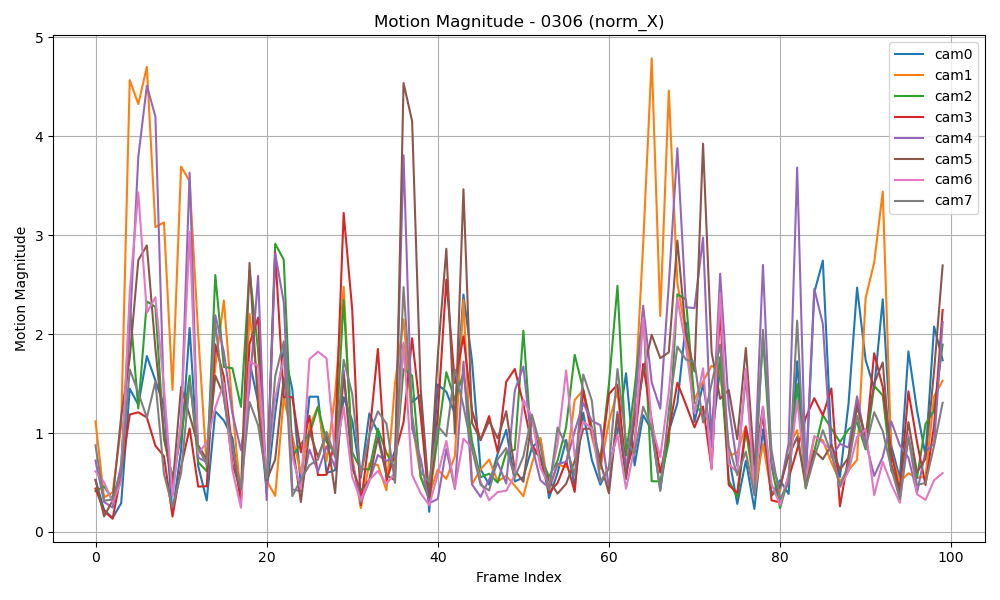 Motion Magnitude - 0306 (norm_X)
Motion Magnitude
5
4
3
2
1
0
0 20 40 60 80 100
Frame Index
cam0
cam1
cam2
cam3
cam4
cam5
cam6
cam7